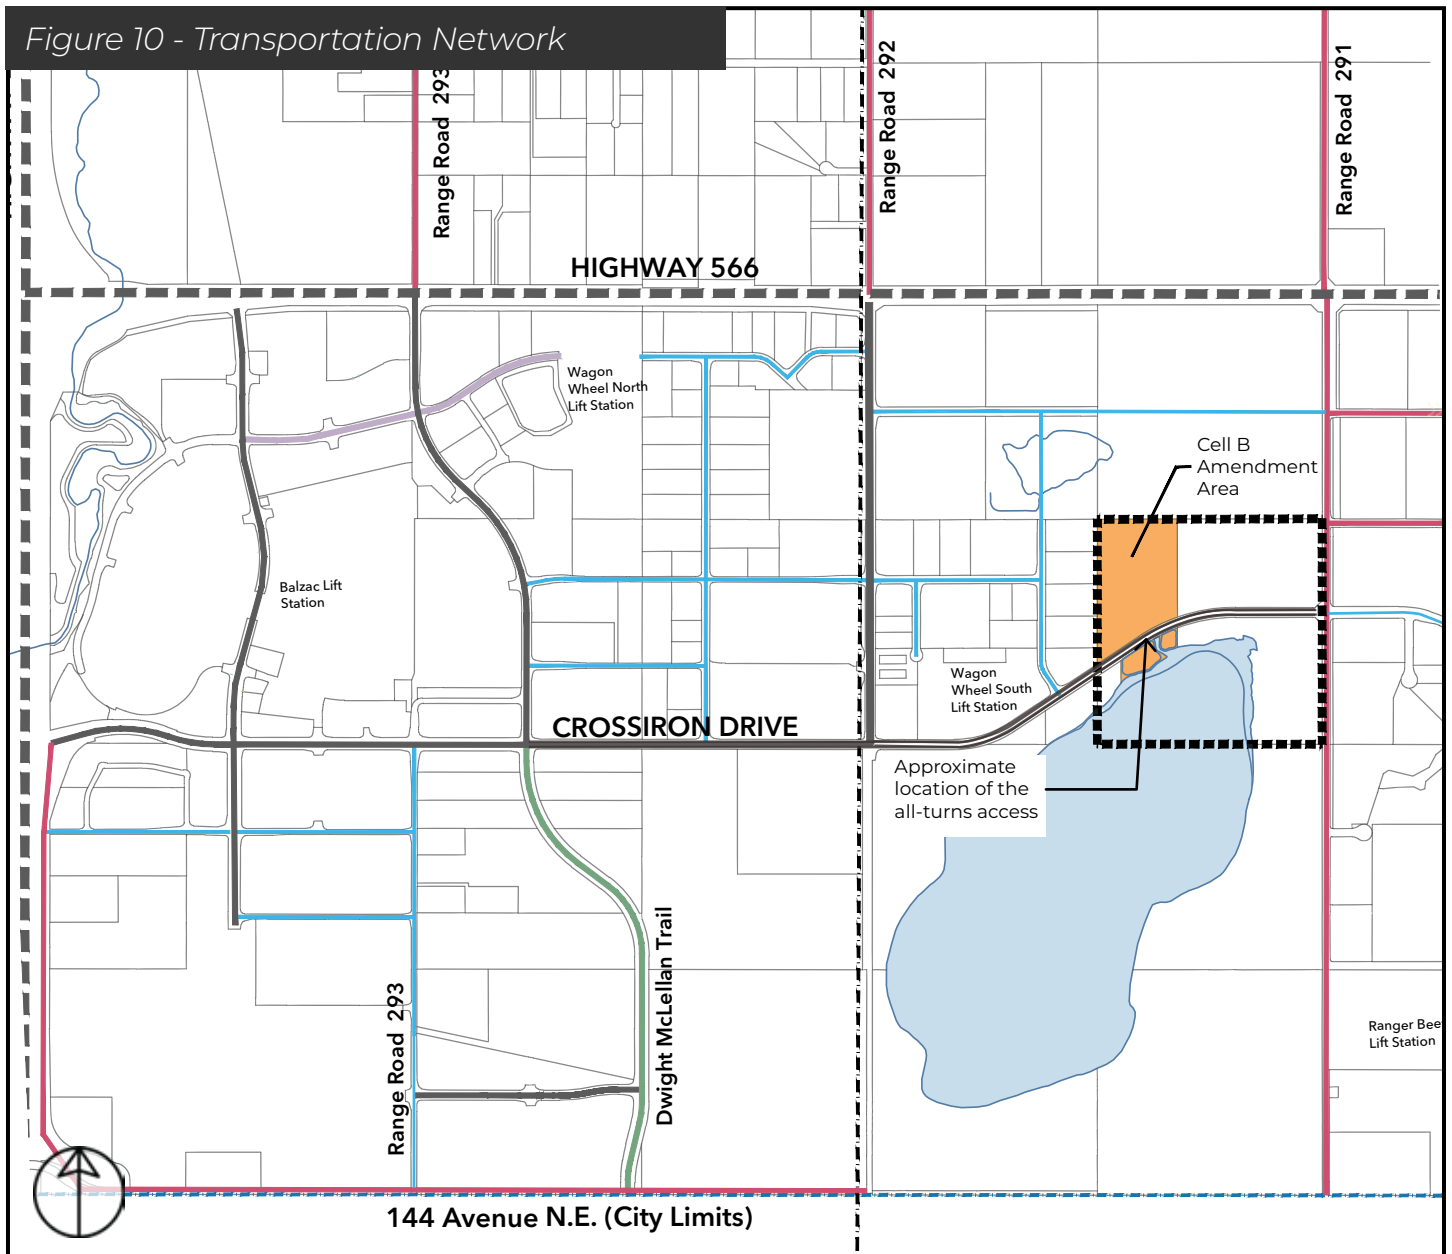 Figure 10 - Transportation Network
Range Road 293
Range Road 292
Range Road 291
HIGHWAY 566
Wagon
Wheel North
Lift Station
Cell B
Amendment
Area
Balzac Lift
Station
Wagon
Wheel South
Lift Station
CROSSIRON DRIVE
Approximate
location of the
all-turns access
Range Road 293
Dwight McLellan Trail
Ranger Bee
Lift Station
144 Avenue N.E. (City Limits)